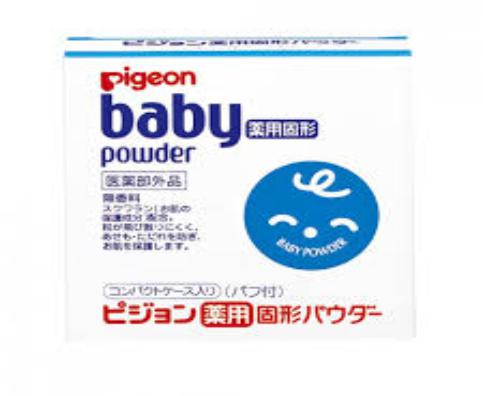 ピジョン薬用固形パウダー
Pigeon
baby 薬用固形
powder
医薬部外品
無香料
スクワラン(お肌の
保護成分)配合。
粉が飛び散りにくく、
あせも・ただれを防ぎ、
お肌を保護します。
BABY POWDER
コンパクトケース入り (パフ付)
ピジョン 薬用 固形パウダー